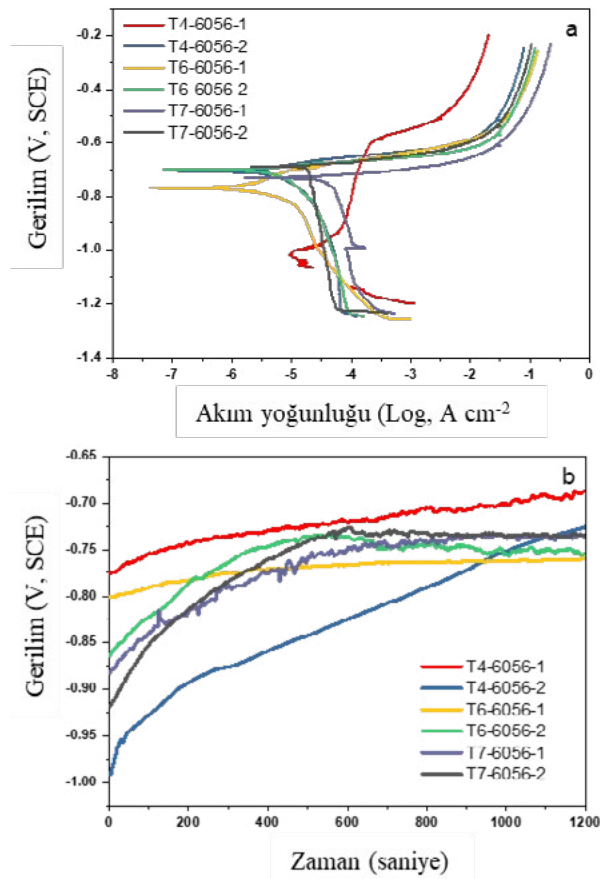 a
T4-6056-1
T4-6056-2
T6-6056-1
T6 6056 2
T7-6056-1
T7-6056-2
Gerilim (V, SCE)
-0.2
-0.4
-0.6
-0.8
-1.0
-1.2
-1.4
-8 -7 -6 -5 -4 -3 -2 -1 0
Akım yoğunluğu (Log, A cm-2
b
Gerilim (V, SCE)
-0.65
-0.70
-0.75
-0.80
-0.85
-0.90
-0.95
-1.00
T4-6056-1
T4-6056-2
T6-6056-1
T6-6056-2
T7-6056-1
T7-6056-2
0 200 400 600 800 1000 1200
Zaman (saniye)